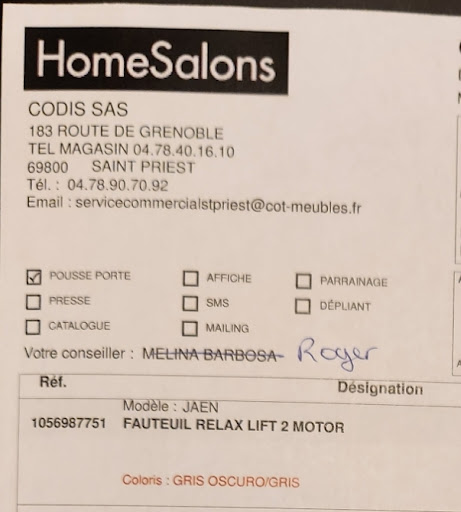 HomeSalons
CODIS SAS
183 ROUTE DE GRENOBLE
TEL MAGASIN 04.78.40.16.10
69800 SAINT PRIEST
Tél. : 04.78.90.70.92
Email : servicecommercialstpriest@cot-meubles.fr
POUSSE PORTE AFFICHE PARRAINAGE
PRESSE SMS DÉPLIANT
CATALOGUE MAILING
Votre conseiller : MELINA BARBOSA Roger
Réf. Désignation
Modèle : JAEN
1056987751 FAUTEUIL RELAX LIFT 2 MOTOR
Coloris : GRIS OSCURO/GRIS